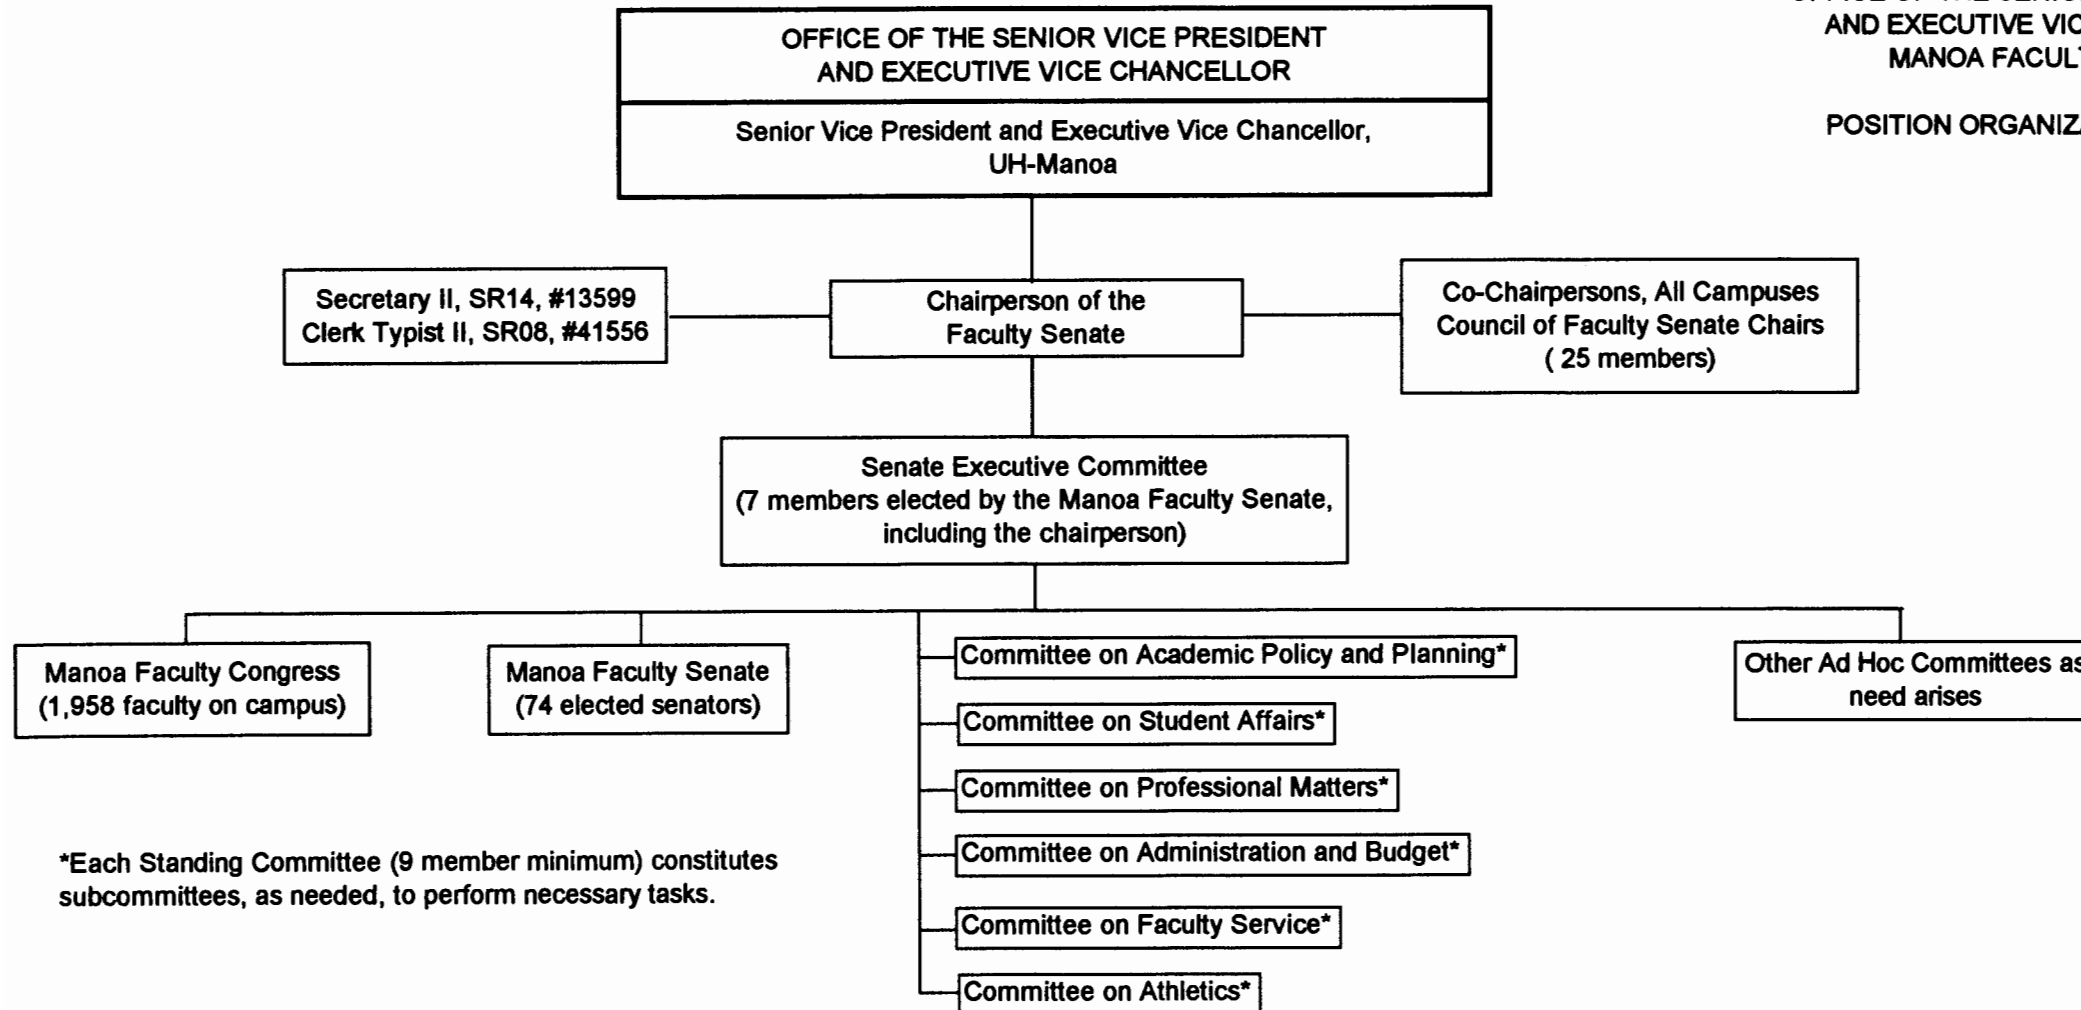 OFFICE OF THE SENIOR VICE PRESIDENT
AND EXECUTIVE VICE CHANCELLOR
Senior Vice President and Executive Vice Chancellor,
UH-Manoa
AND EXECUTIVE
MANOA
POSITION
Secretary II, SR14, #13599
Clerk Typist II, SR08, #41556
Chairperson of the
Faculty Senate
Co-Chairpersons, All Campuses
Council of Faculty Senate Chairs
( 25 members)
Senate Executive Committee
(7 members elected by the Manoa Faculty Senate,
including the chairperson)
Manoa Faculty Congress
(1,958 faculty on campus)
Manoa Faculty Senate
(74 elected senators)
Committee on Academic Policy and Planning*
Committee on Student Affairs*
Committee on Professional Matters*
Committee on Administration and Budget*
Committee on Faculty Service*
Committee on Athletics*
Other Ad Hoc Committees as
need arises
*Each Standing Committee (9 member minimum) constitutes
subcommittees, as needed, to perform necessary tasks.